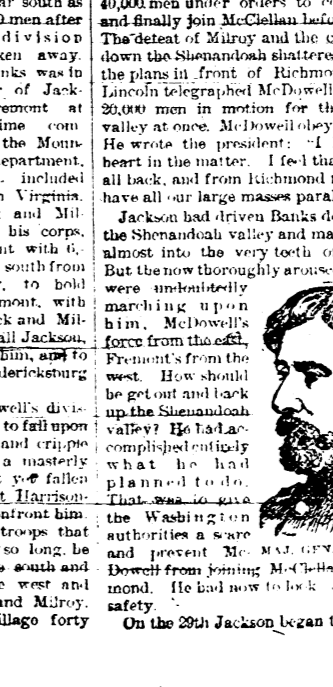 far south as
men after
division
ken away.
nks was in
r of Jack-
remont at
ime com
the Moun-
epartment,
included
Virginia.
and Mil-
his corps,
nt with 6,-
south from
to hold
mont, with
ck and Mil-
all Jackson,
him, and to
edericksburg
well's divis-
to fall upon
and cripple
a masterly
yet fallen
t Harrison-
nfront him
troops that
so long, he
south and
e west and
and Milroy.
illage forty
40,000 men under orders to
and finally join McClellan befo
The defeat of Milroy and the
down the Shenandoah shattere
the plans in front of Richmo
Lincoln telegraphed McDowell
20,000 men in motion for th
valley at once. McDowell obey
He wrote the president: "I
heart in the matter. I feel tha
all back, and from Richmond
have all our large masses para
Jackson had driven Banks d
the Shenandoah valley and ma
almost into the very teeth o
But the now thoroughly arouse
were undoubtedly
marching upon
him, McDowell's
force from the east,
Fremont's from the
west. How should
he get out and back
up the Shenandoah
valley? He had ac-
complished entirely
what he had
planned to do.
That was to give
the Washington
authorities a scare
and prevent Mc-
Dowell from joining McClella
mond. He had now to look
safety.
On the 29th Jackson began t
MAJ. GEN.